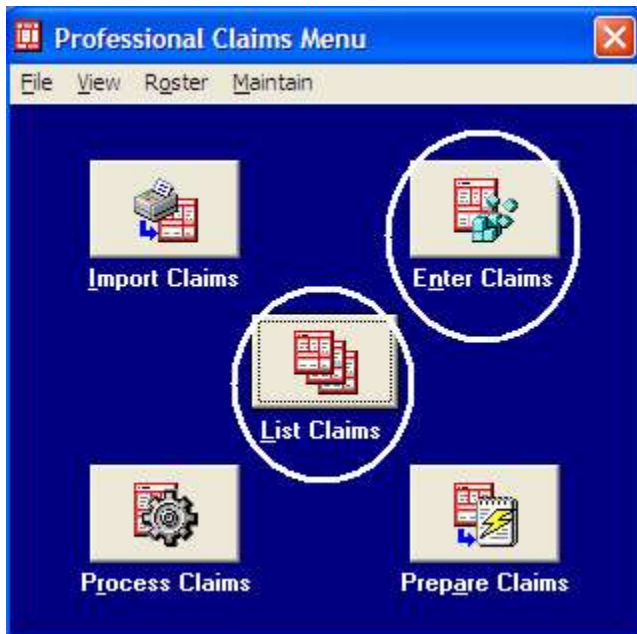 Professional Claims Menu
File View Roster Maintain
Import Claims
Enter Claims
List Claims
Process Claims
Prepare Claims